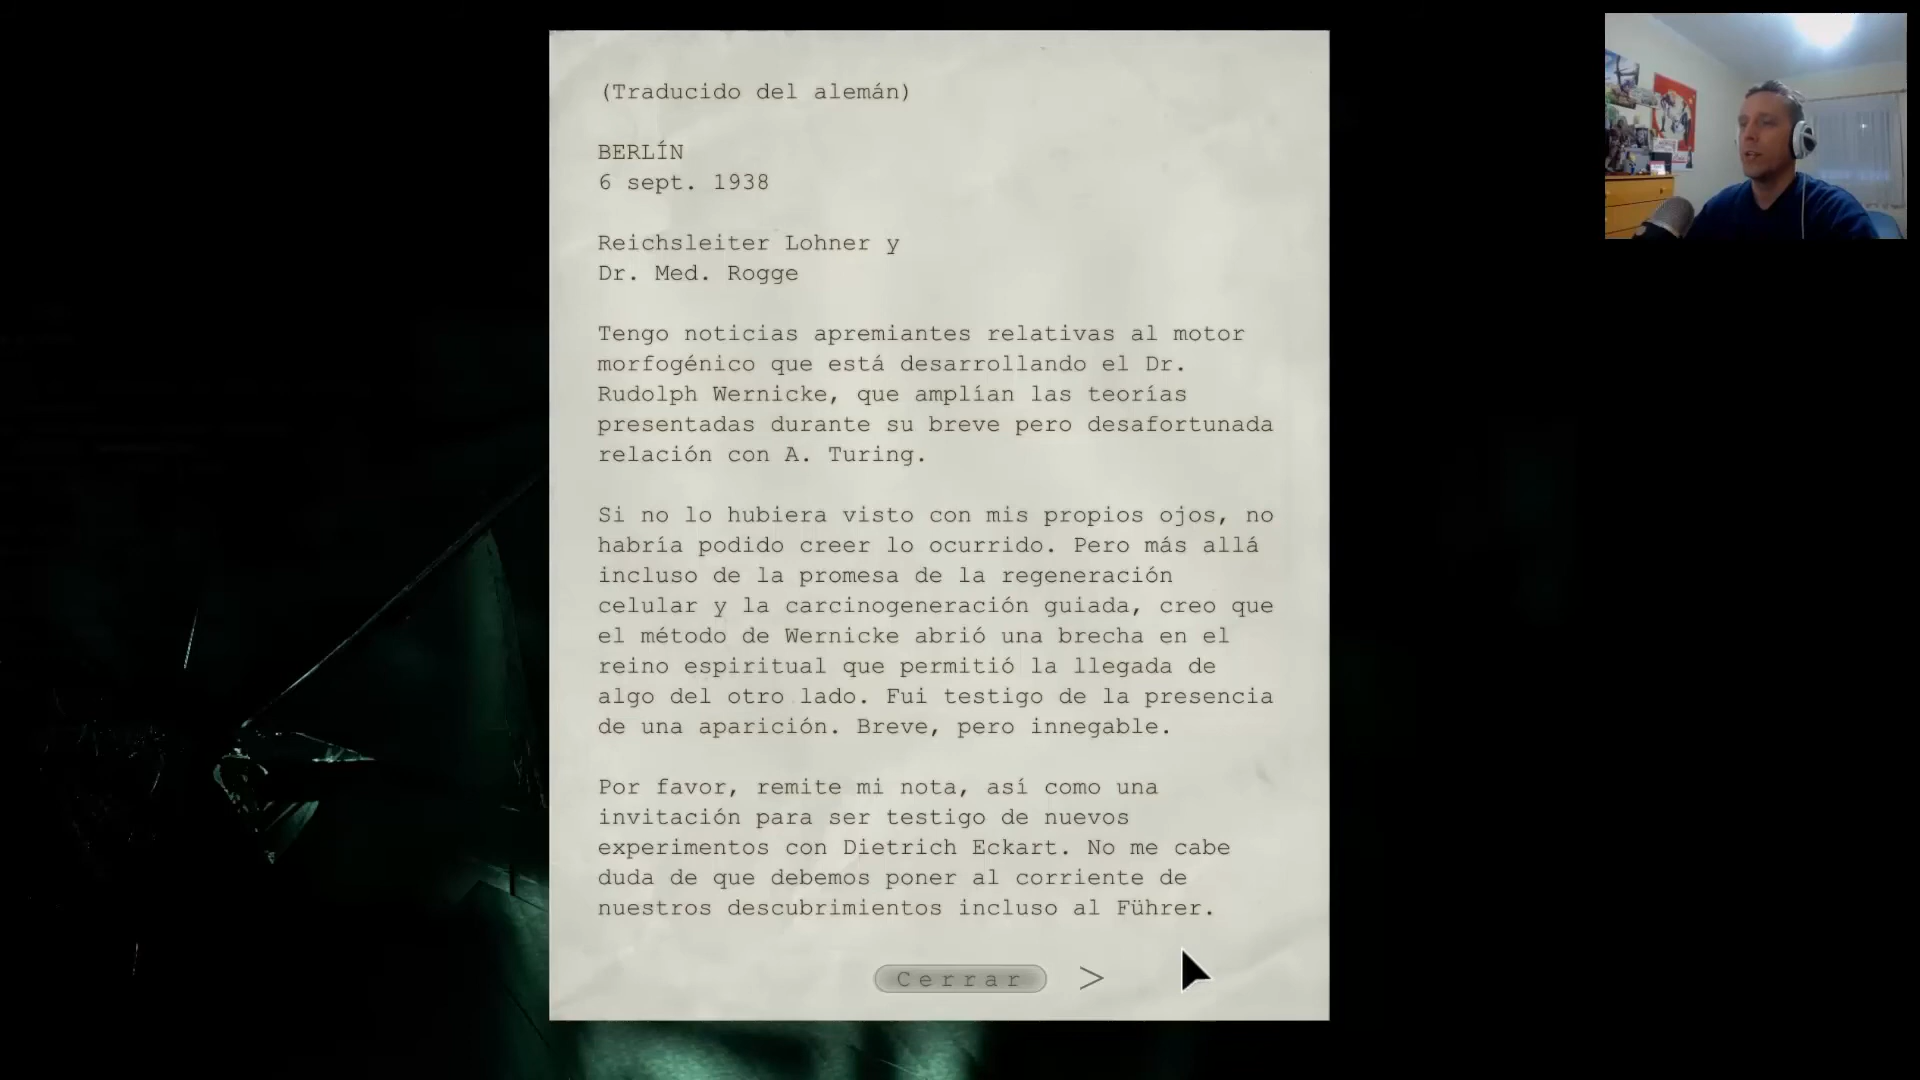 (Traducido del alemán)
BERLÍN
6 sept. 1938
Reichsleiter Lohner y
Dr. Med. Rogge
Tengo noticias apremiantes relativas al motor
morfogénico que está desarrollando el Dr.
Rudolph Wernicke, que amplían las teorías
presentadas durante su breve pero desafortunada
relación con A. Turing.
Si no lo hubiera visto con mis propios ojos, no
habría podido creer lo ocurrido. Pero más allá
incluso de la promesa de la regeneración
celular y la carcinogeneración guiada, creo que
el método de Wernicke abrió una brecha en el
reino espiritual que permitió la llegada de
algo del otro lado. Fui testigo de la presencia
de una aparición. Breve, pero innegable.
Por favor, remite mi nota, así como una
invitación para ser testigo de nuevos
experimentos con Dietrich Eckart. No me cabe
duda de que debemos poner al corriente de
nuestros descubrimientos incluso al Führer.
Cerrar >